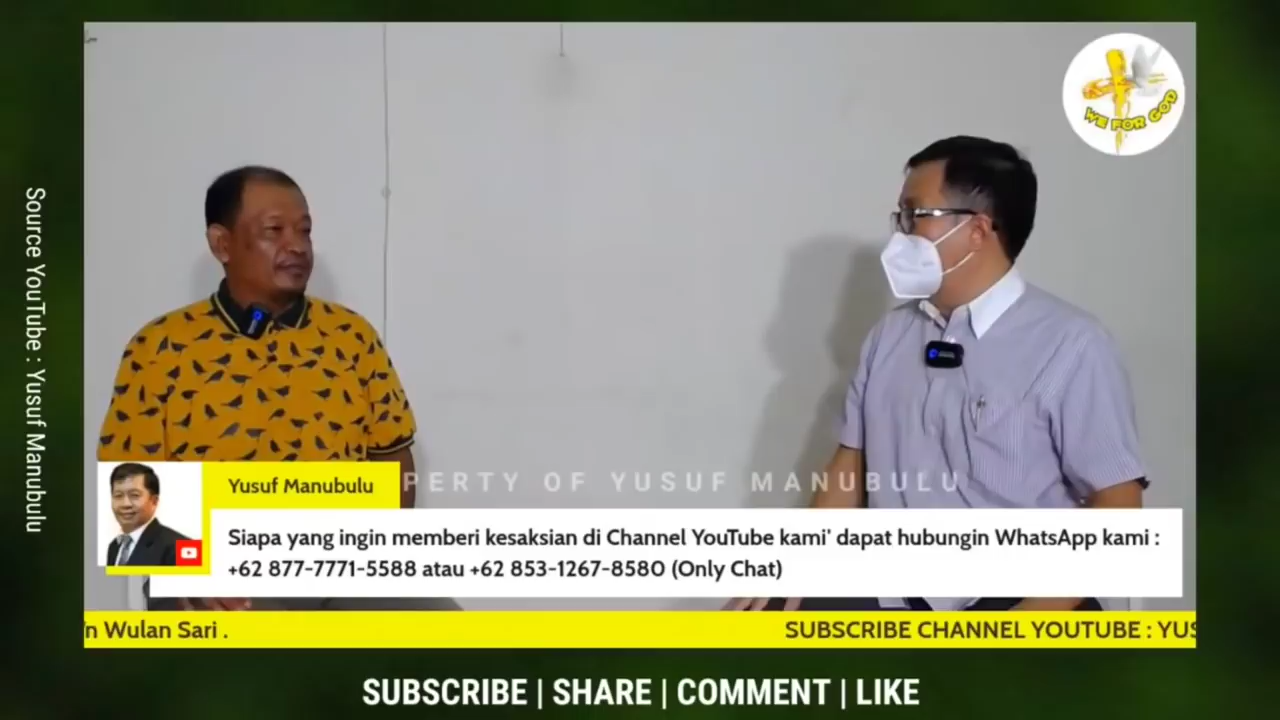 WE FOR GOD
Source YouTube : Yusuf Manubulu
PERTY OF YUSUF MANUBULU
Yusuf Manubulu
Siapa yang ingin memberi kesaksian di Channel YouTube kami' dapat hubungin WhatsApp kami :
+62 877-7771-5588 atau +62 853-1267-8580 (Only Chat)
'n Wulan Sari .
SUBSCRIBE CHANNEL YOUTUBE : YUS
SUBSCRIBE | SHARE | COMMENT | LIKE